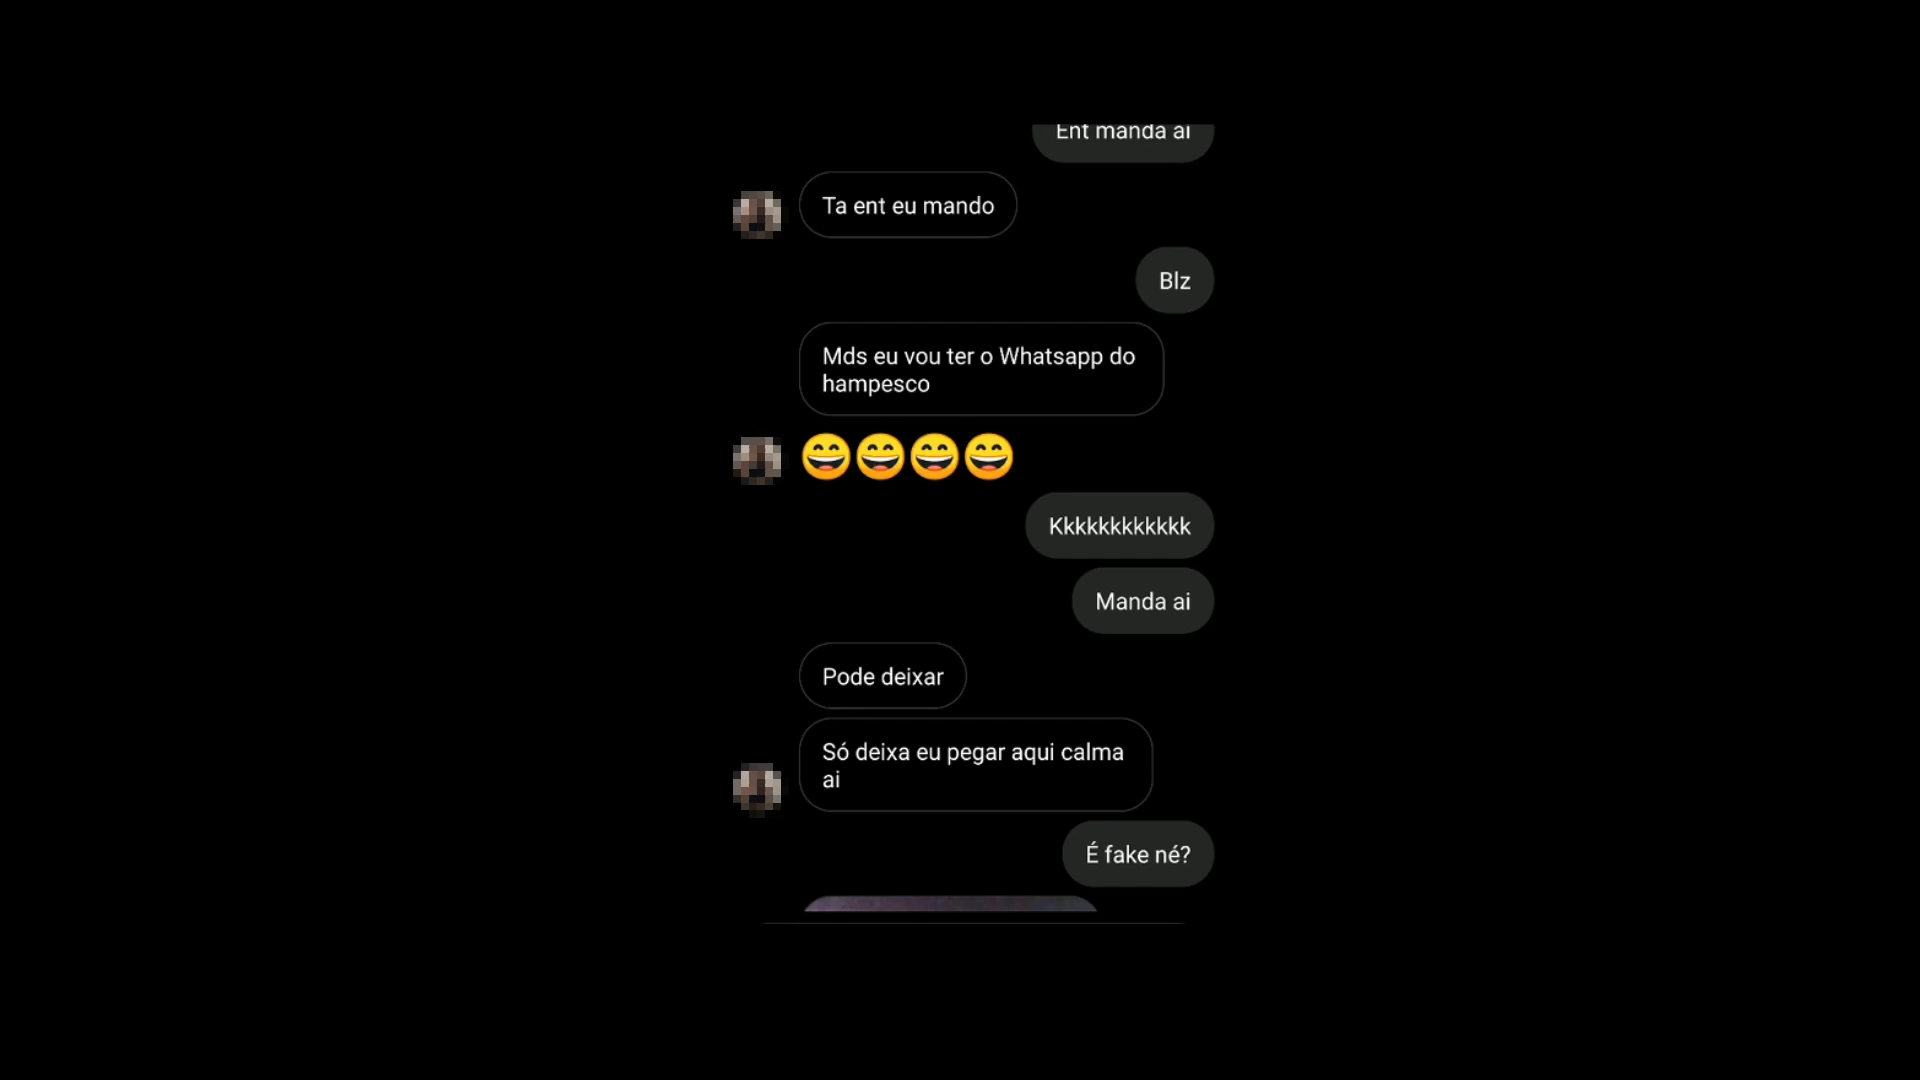 Ent manda ai
Ta ent eu mando
Blz
Mds eu vou ter o Whatsapp do
hampesco
😄😄😄😄
Kkkkkkkkkkkk
Manda ai
Pode deixar
Só deixa eu pegar aqui calma
ai
É fake né?